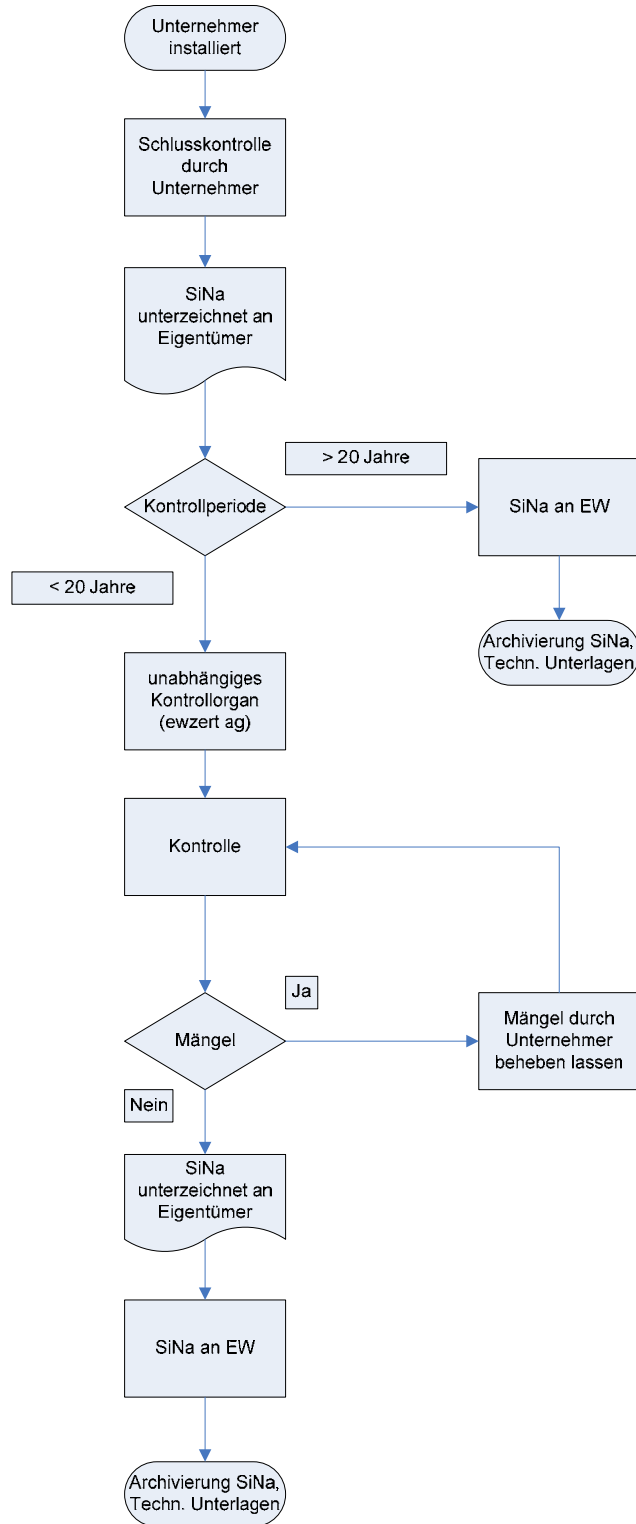 Unternehmer
installiert
Schlusskontrolle
durch
Unternehmer
SiNa
unterzeichnet an
Eigentümer
> 20 Jahre
Kontrollperiode
SiNa an EW
< 20 Jahre
Archivierung SiNa,
Techn. Unterlagen
unabhängiges
Kontrollorgan
(ewzert ag)
Kontrolle
Ja
Mängel
Mängel durch
Unternehmer
beheben lassen
Nein
SiNa
unterzeichnet an
Eigentümer
SiNa an EW
Archivierung SiNa,
Techn. Unterlagen